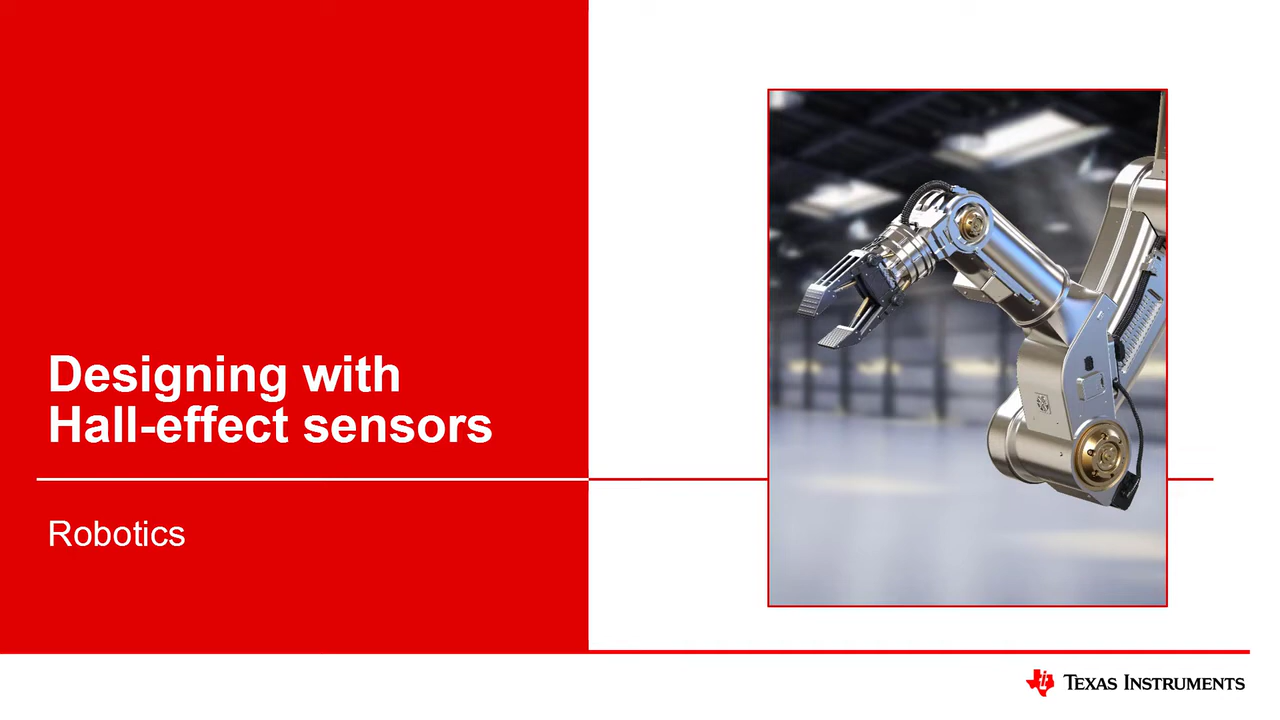 Designing with
Hall-effect sensors
Robotics
TEXAS INSTRUMENTS